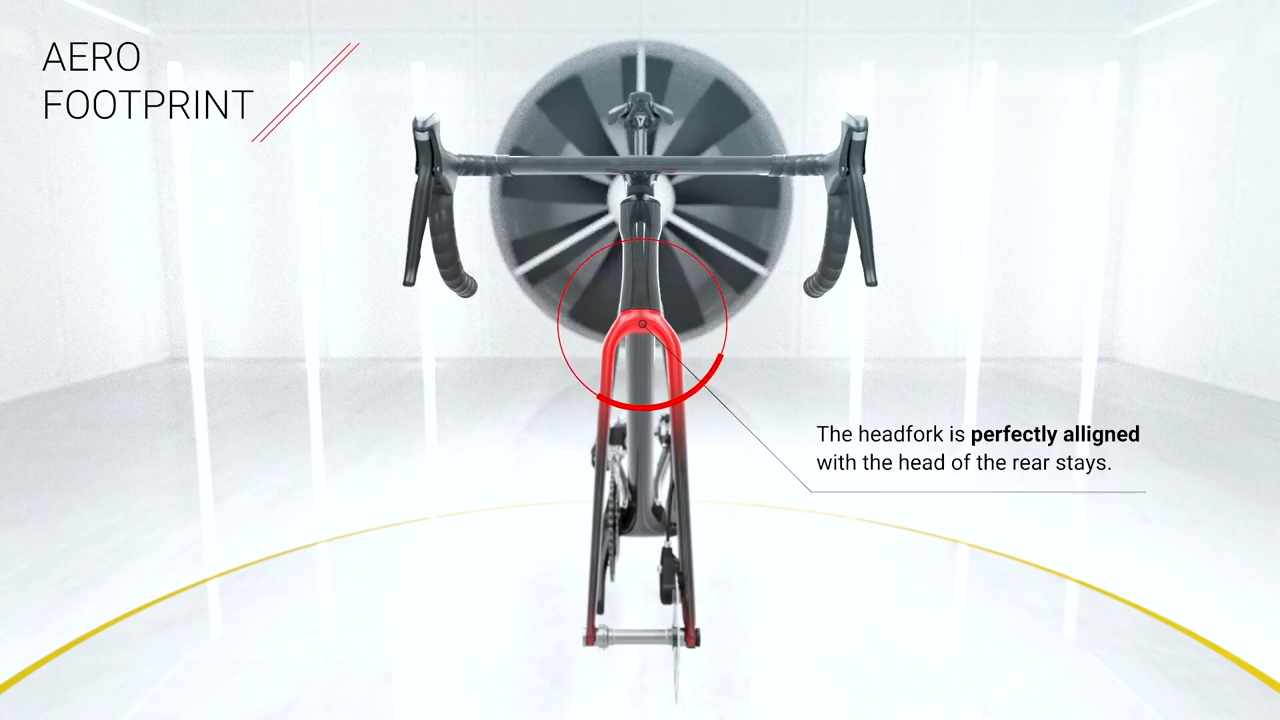 AERO
FOOTPRINT
The headfork is perfectly alligned
with the head of the rear stays.